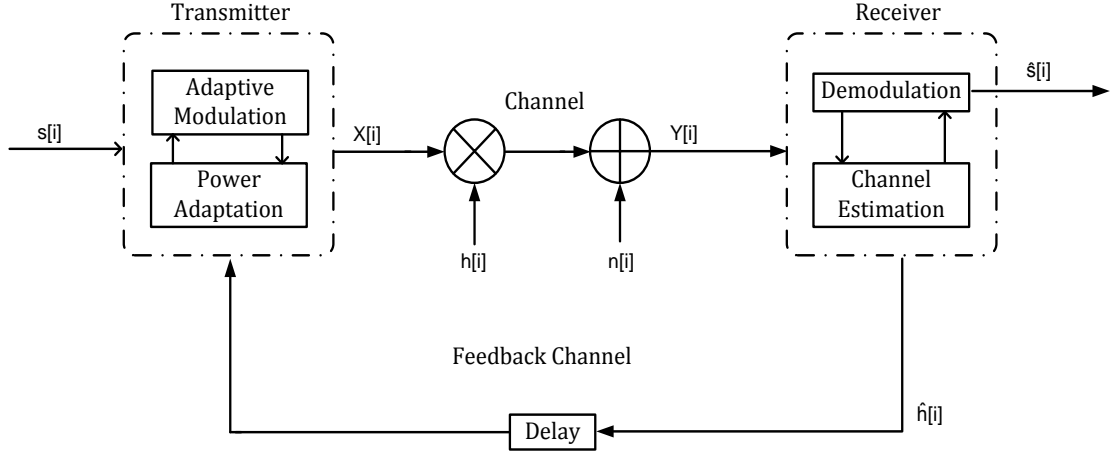 Transmitter
Receiver
Adaptive
Modulation
Power
Adaptation
s[i]
X[i]
Channel
h[i]
n[i]
Y[i]
Demodulation
Channel
Estimation
ŝ[i]
Feedback Channel
Delay
ĥ[i]